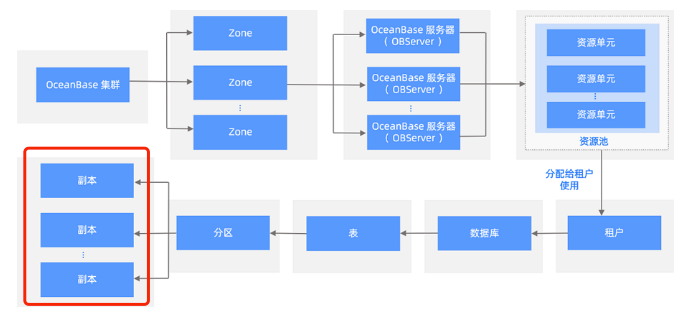 OceanBase 集群
Zone
Zone
⋮
Zone
OceanBase 服务器
（ OBServer ）
OceanBase 服务器
（ OBServer ）
⋮
OceanBase 服务器
（ OBServer ）
资源单元
资源单元
⋮
资源单元
资源池
分配给租户
使用
租户
数据库
表
分区
副本
副本
⋮
副本